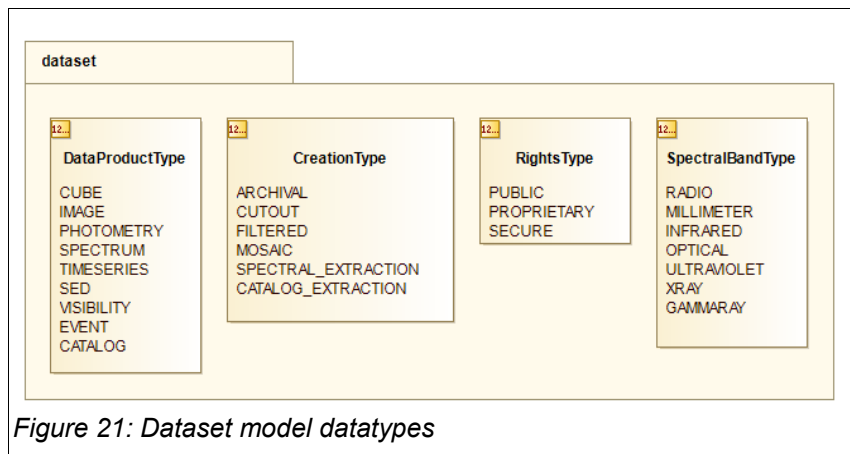 dataset
12...
DataProductType
CUBE
IMAGE
PHOTOMETRY
SPECTRUM
TIMESERIES
SED
VISIBILITY
EVENT
CATALOG
12...
CreationType
ARCHIVAL
CUTOUT
FILTERED
MOSAIC
SPECTRAL_EXTRACTION
CATALOG_EXTRACTION
12...
RightsType
PUBLIC
PROPRIETARY
SECURE
12...
SpectralBandType
RADIO
MILLIMETER
INFRARED
OPTICAL
ULTRAVIOLET
XRAY
GAMMARAY
Figure 21: Dataset model datatypes